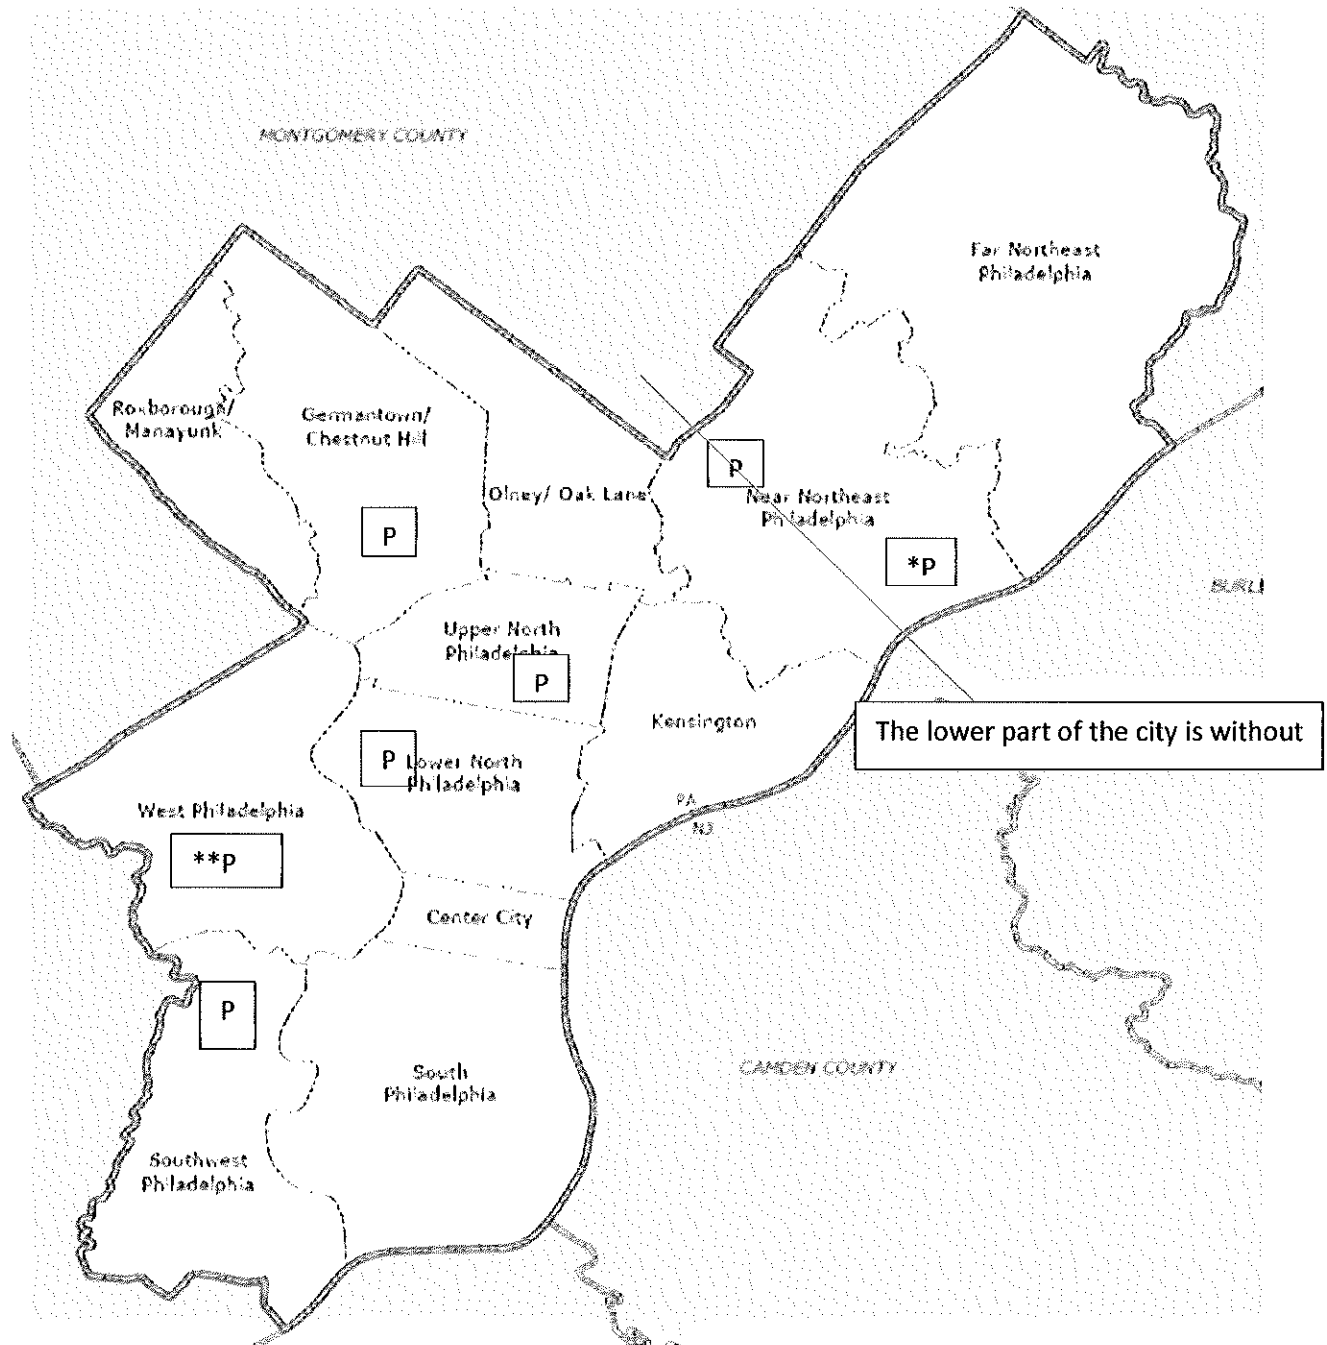 MONTGOMERY COUNTY
Far Northeast
Philadelphia
Roxborough/
Manayunk
Germantown/
Chestnut Hill
P
Olney/ Oak Lane
Near Northeast
Philadelphia
P
*P
BURLI
Upper North
Philadelphia
P
Kensington
The lower part of the city is without
P
Lower North
Philadelphia
PA
NJ
West Philadelphia
**P
Center City
P
South
Philadelphia
CAMDEN COUNTY
Southwest
Philadelphia